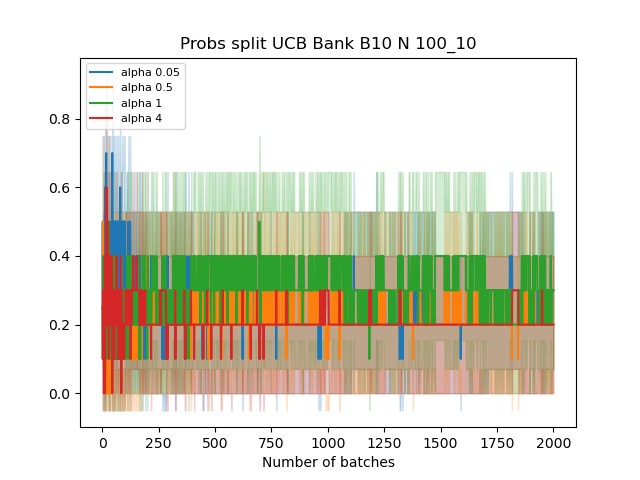 Probs split UCB Bank B10 N 100_10
alpha 0.05
alpha 0.5
alpha 1
alpha 4
0.8
0.6
0.4
0.2
0.0
0 250 500 750 1000 1250 1500 1750 2000
Number of batches